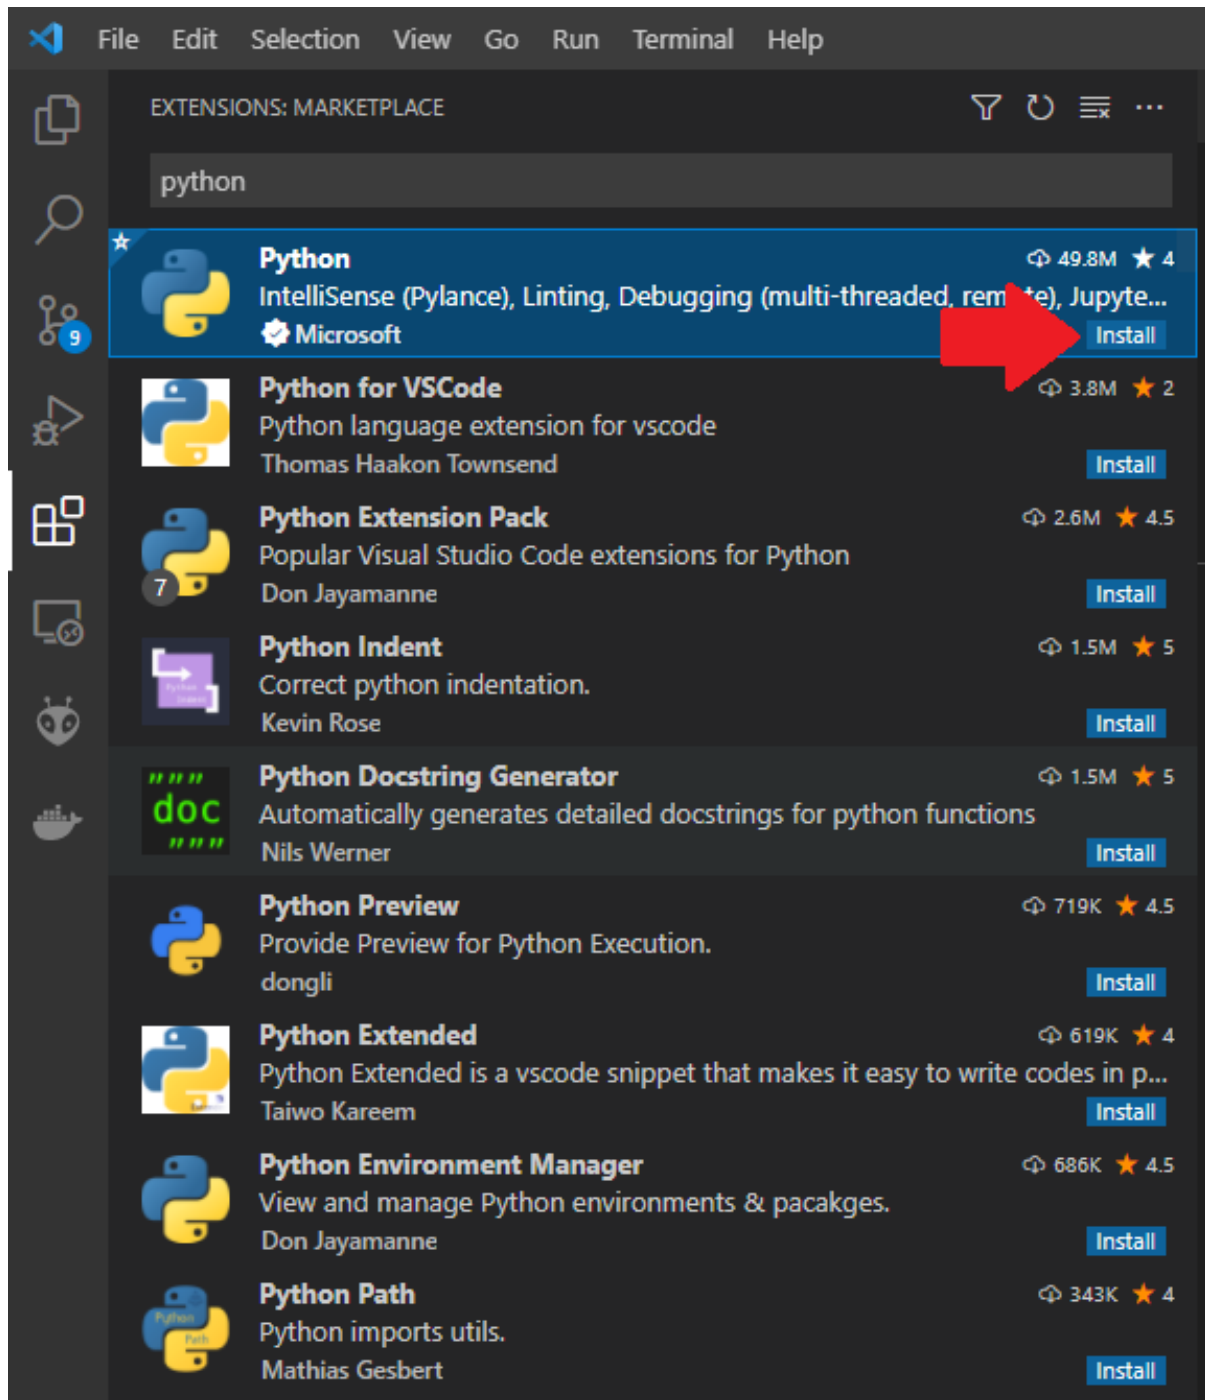 File Edit Selection View Go Run Terminal Help
EXTENSIONS: MARKETPLACE
python
Python 49.8M 4
IntelliSense (Pylance), Linting, Debugging (multi-threaded, remote), Jupyte...
Microsoft Install
9
Python for VSCode 3.8M 2
Python language extension for vscode
Thomas Haakon Townsend Install
Python Extension Pack 2.6M 4.5
Popular Visual Studio Code extensions for Python
7 Don Jayamanne Install
Python Indent 1.5M 5
Correct python indentation.
Kevin Rose Install
Python Docstring Generator 1.5M 5
""" doc """
Automatically generates detailed docstrings for python functions
Nils Werner Install
Python Preview 719K 4.5
Provide Preview for Python Execution.
dongli Install
Python Extended 619K 4
Python Extended is a vscode snippet that makes it easy to write codes in p...
Taiwo Kareem Install
Python Environment Manager 686K 4.5
View and manage Python environments & pacakges.
Don Jayamanne Install
Python Path 343K 4
Python
Path
Python imports utils.
Mathias Gesbert Install